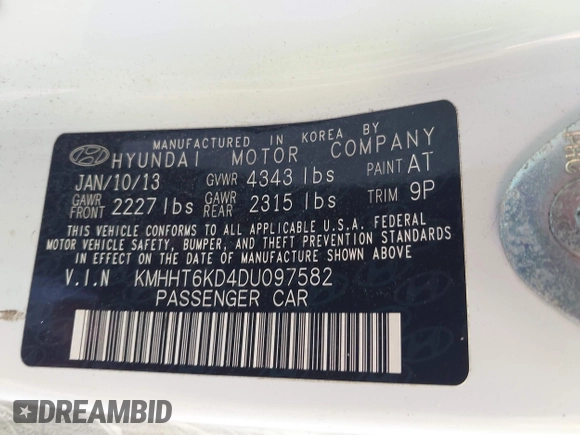 MANUFACTURED IN KOREA BY
HYUNDAI MOTOR COMPANY
JAN/10/13 GVWR 4343 lbs PAINT AT
GAWR FRONT 2227 lbs GAWR REAR 2315 lbs TRIM 9P
THIS VEHICLE CONFORMS TO ALL APPLICABLE U.S.A. FEDERAL
MOTOR VEHICLE SAFETY, BUMPER, AND THEFT PREVENTION STANDARDS
IN EFFECT ON THE DATE OF MANUFACTURE SHOWN ABOVE.
V.I.N KMHHT6KD4DU097582
PASSENGER CAR
DREAMBID